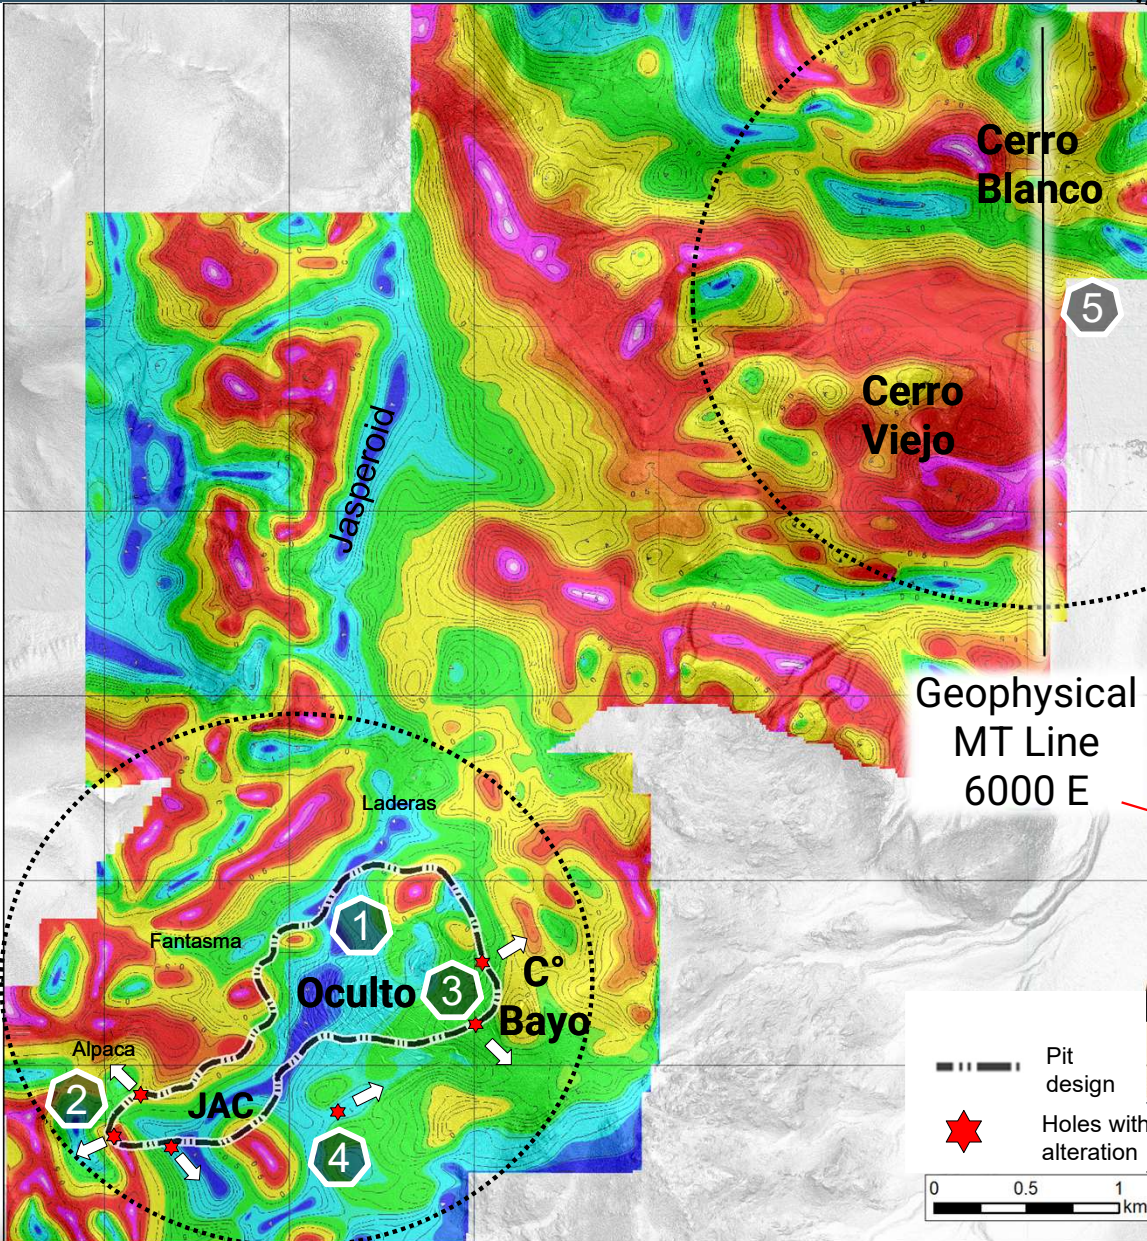 Cerro
Blanco
5
Cerro
Viejo
Jasperoid
Geophysical
MT Line
6000 E
Laderas
1
Fantasma
Oculto
3
C°
Bayo
Alpaca
2
JAC
4
Pit
design
Holes with
alteration
0 0.5 1
km